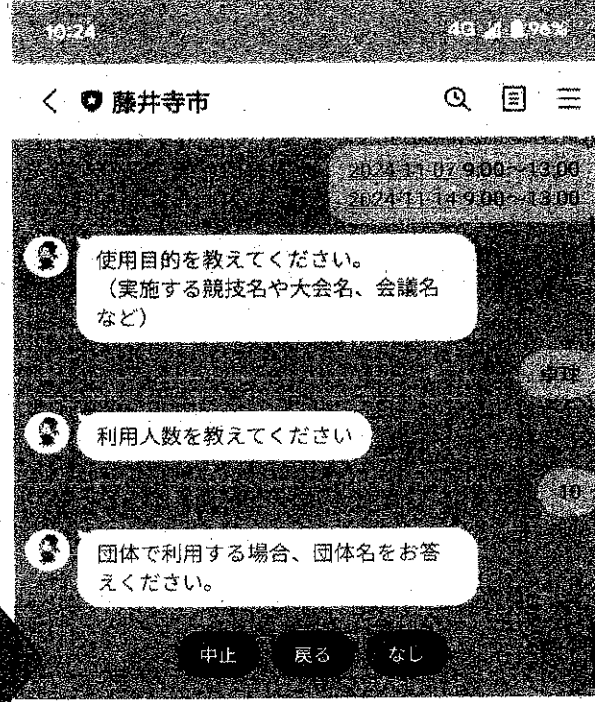 10:24
4G 96%
藤井寺市
2024-11-07 9:00～13:00
2024-11-14 9:00～13:00
使用目的を教えてください。
（実施する競技名や大会名、会議名
など）
卓球
利用人数を教えてください
10
団体で利用する場合、団体名をお答
えください。
中止 戻る なし